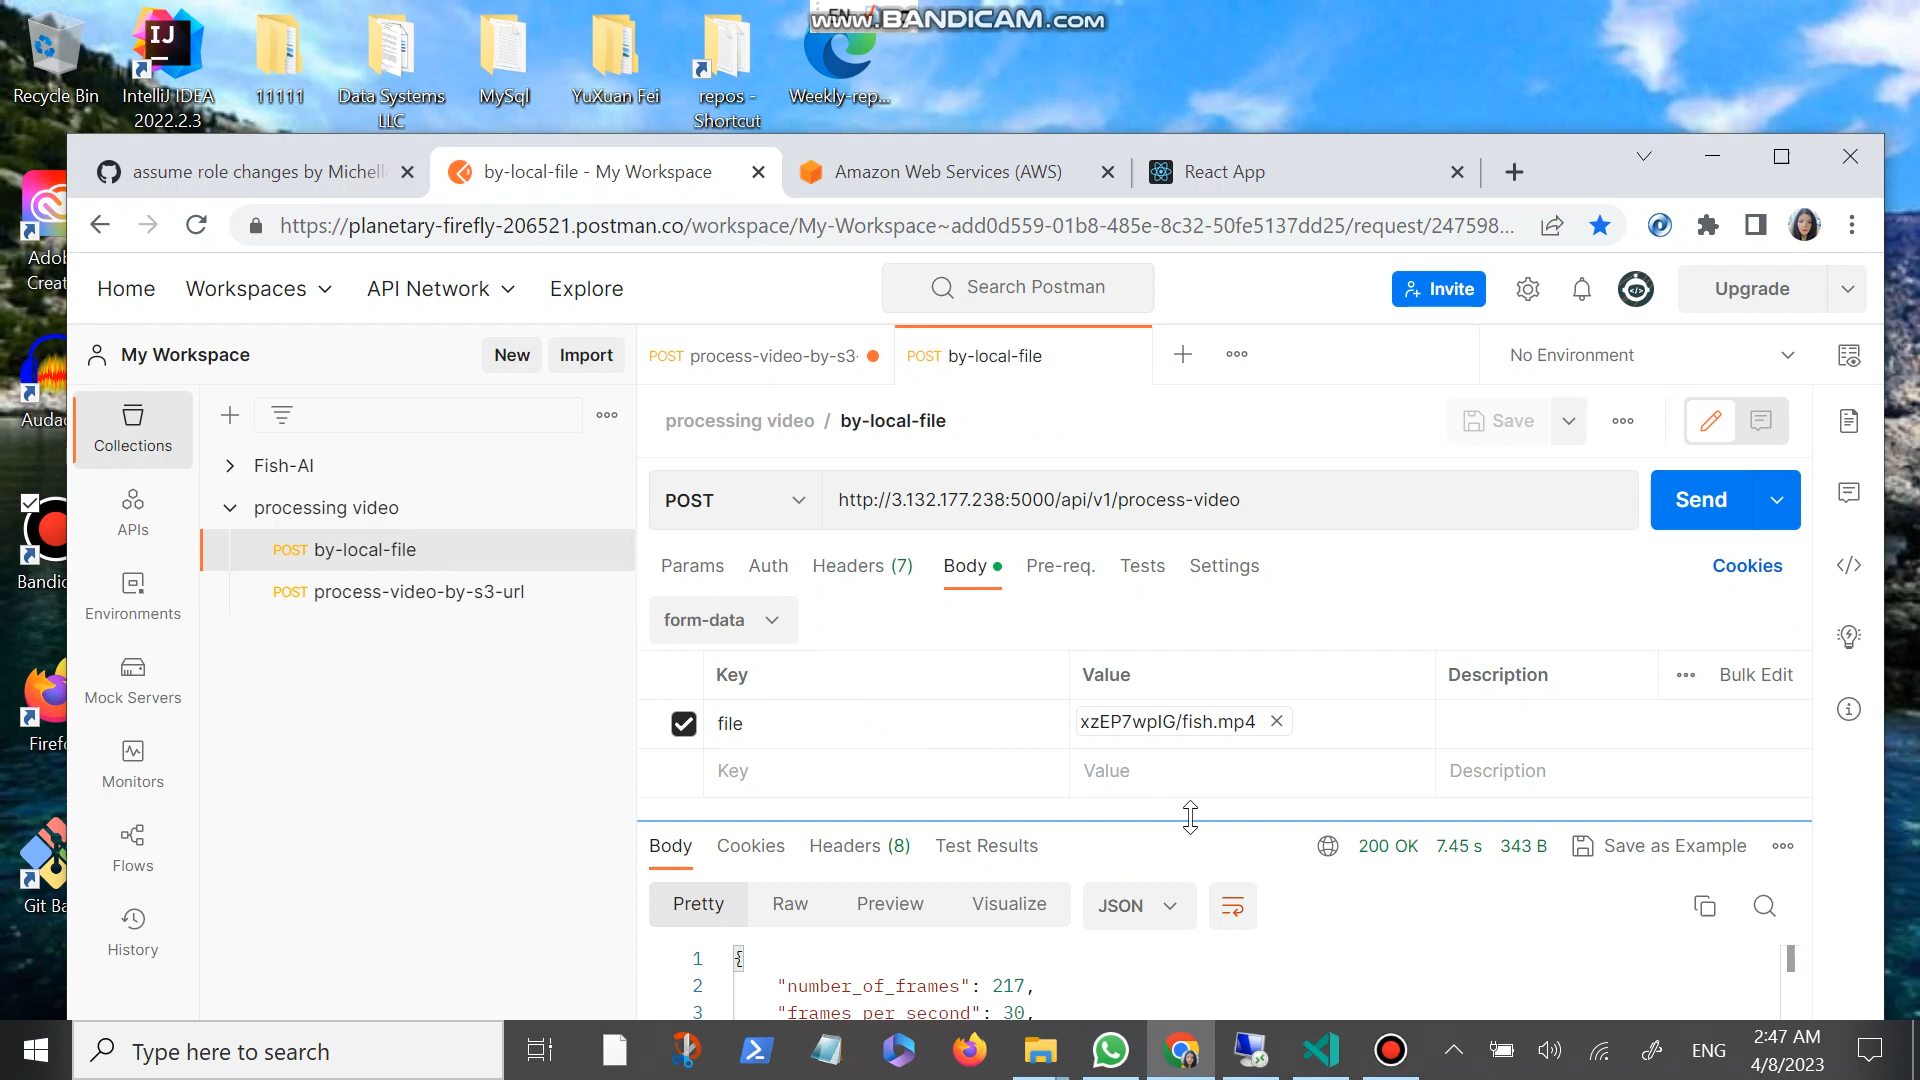 www.BANDICAM.com
Recycle Bin
IntelliJ IDEA
2022.2.3
11111
Data Systems
LLC
MySql
YuXuan Fei
repos -
Shortcut
Weekly-rep...
assume role changes by Michell
by-local-file - My Workspace
Amazon Web Services (AWS)
React App
https://planetary-firefly-206521.postman.co/workspace/My-Workspace~add0d559-01b8-485e-8c32-50fe5137dd25/request/247598...
Home
Workspaces
API Network
Explore
Search Postman
Invite
Upgrade
My Workspace
New
Import
POST process-video-by-s3-
POST by-local-file
No Environment
Collections
APIs
Environments
Mock Servers
Monitors
Flows
History
Fish-AI
processing video
POST by-local-file
POST process-video-by-s3-url
processing video / by-local-file
Save
POST
http://3.132.177.238:5000/api/v1/process-video
Send
Params
Auth
Headers (7)
Body
Pre-req.
Tests
Settings
Cookies
form-data
Key
Value
Description
Bulk Edit
file
xzEP7wpIG/fish.mp4
Key
Value
Description
Body
Cookies
Headers (8)
Test Results
200 OK
7.45 s
343 B
Save as Example
Pretty
Raw
Preview
Visualize
JSON
1 {
2 "number_of_frames": 217,
3 "frames_per_second": 30,
Adob
Creat
Audac
Bandic
Firefo
Git Ba
Type here to search
ENG
2:47 AM
4/8/2023